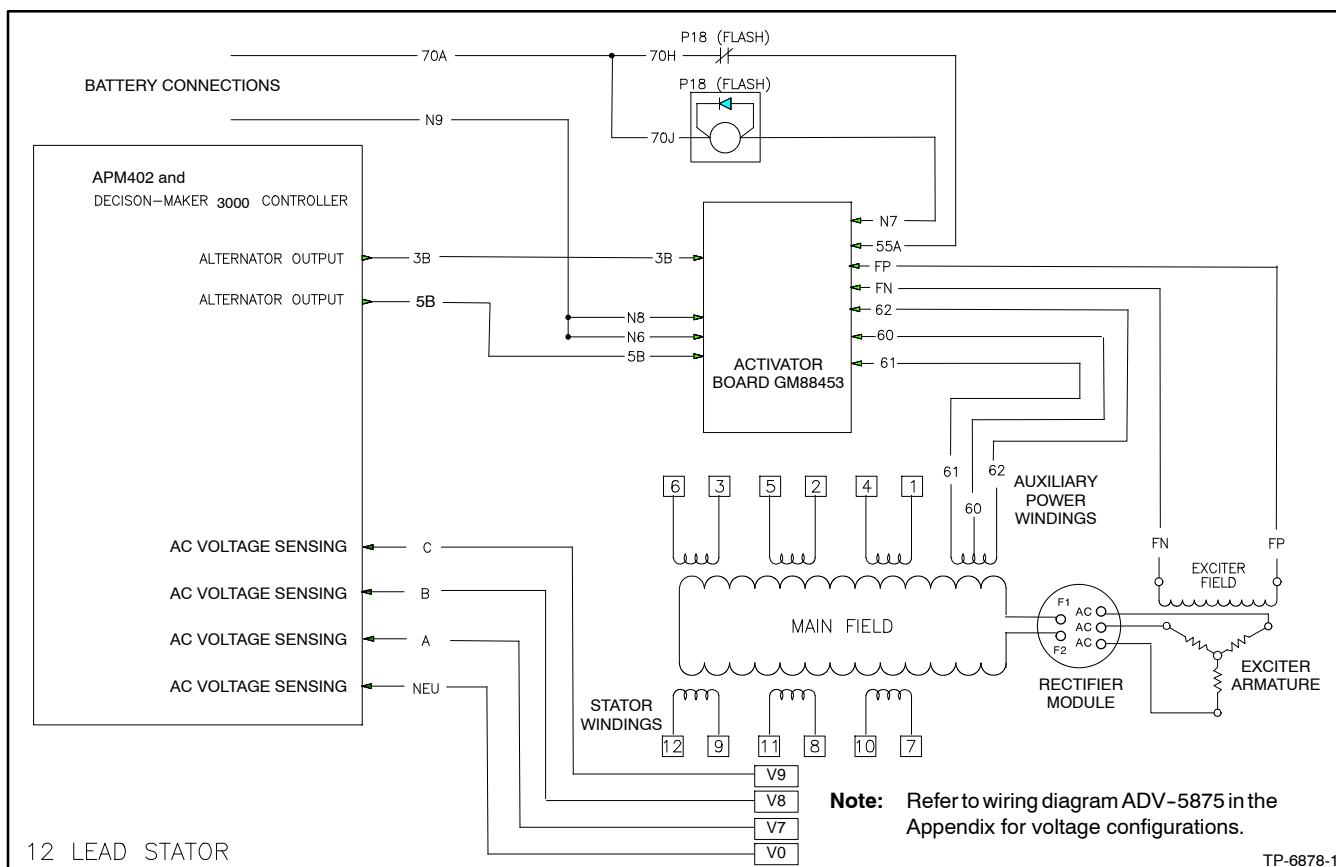 P18 (FLASH)
70A
70H
BATTERY CONNECTIONS
P18 (FLASH)
N9
70J
APM402 and
DECISON-MAKER 3000 CONTROLLER
N7
55A
ALTERNATOR OUTPUT
3B
3B
FP
FN
ALTERNATOR OUTPUT
5B
N8
62
N6
60
5B
61
ACTIVATOR
BOARD GM88453
61
62
60
AUXILIARY
POWER
WINDINGS
6
3
5
2
4
1
AC VOLTAGE SENSING
C
FN
FP
EXCITER
FIELD
AC VOLTAGE SENSING
B
F1
AC
AC
AC
F2
MAIN FIELD
AC VOLTAGE SENSING
A
EXCITER
ARMATURE
RECTIFIER
MODULE
AC VOLTAGE SENSING
NEU
STATOR
WINDINGS
12
9
11
8
10
7
V9
V8
V7
V0
Note: Refer to wiring diagram ADV-5875 in the
Appendix for voltage configurations.
12 LEAD STATOR
TP-6878-1